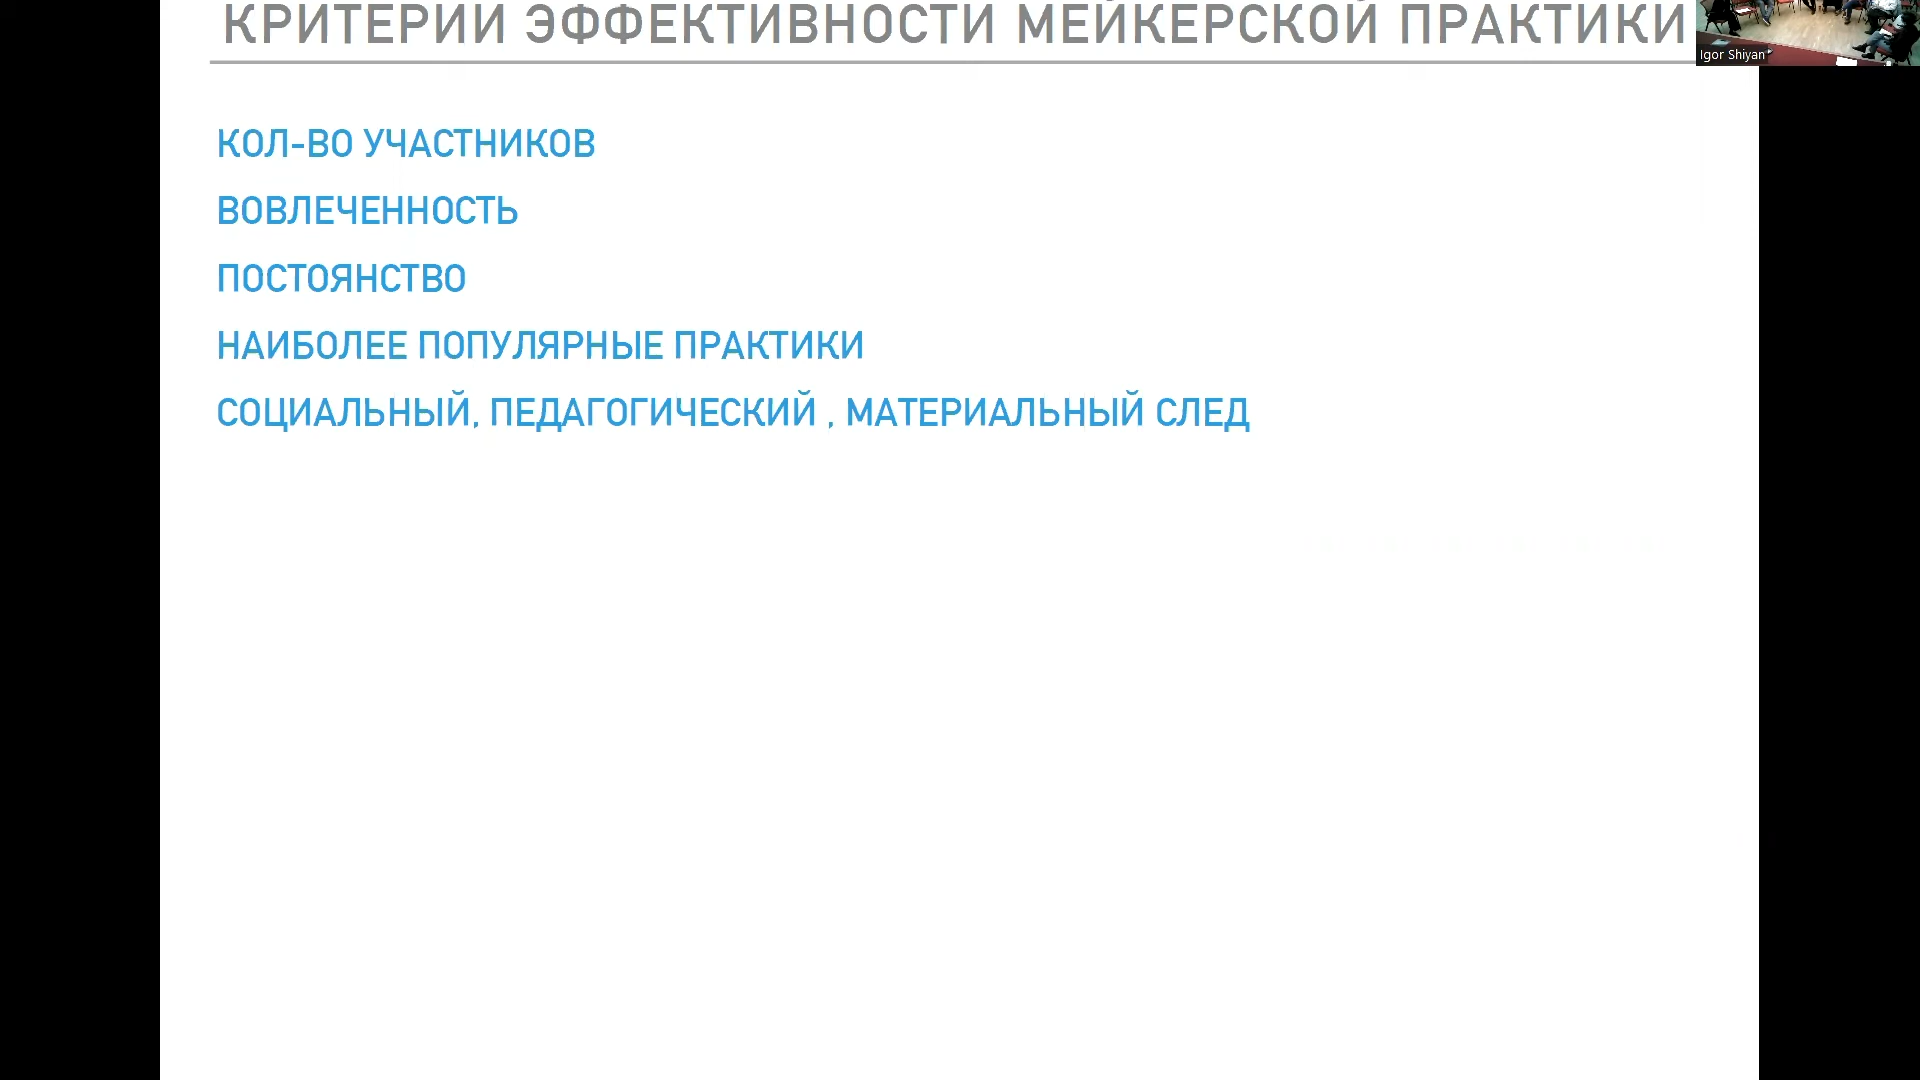 КРИТЕРИИ ЭФФЕКТИВНОСТИ МЕЙКЕРСКОЙ ПРАКТИКИ
Igor Shiyan
КОЛ-ВО УЧАСТНИКОВ
ВОВЛЕЧЕННОСТЬ
ПОСТОЯНСТВО
НАИБОЛЕЕ ПОПУЛЯРНЫЕ ПРАКТИКИ
СОЦИАЛЬНЫЙ, ПЕДАГОГИЧЕСКИЙ , МАТЕРИАЛЬНЫЙ СЛЕД